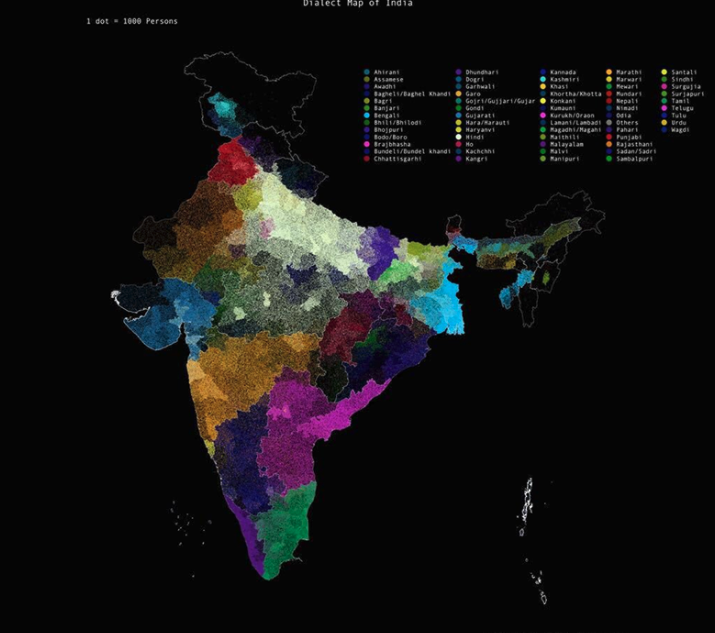 Dialect Map of India
1 dot = 1000 Persons
Ahirani
Assamese
Awadhi
Bagheli/Baghel Khandi
Bagri
Banjari
Bengali
Bhili/Bhilodi
Bhojpuri
Bodo/Boro
Brajbhasha
Bundeli/Bundel khandi
Chhattisgarhi
Dhundhari
Dogri
Garhwali
Garo
Gojri/Gujjari/Gujar
Gondi
Gujarati
Hara/Harauti
Haryanvi
Hindi
Ho
Kachchhi
Kangri
Kannada
Kashmiri
Khasi
Khortha/Khotta
Konkani
Kumauni
Kurukh/Oraon
Lamani/Lambadi
Magadhi/Magahi
Maithili
Malayalam
Malvi
Manipuri
Marathi
Marwari
Mewari
Mundari
Nepali
Nimadi
Odia
Others
Pahari
Punjabi
Rajasthani
Sadan/Sadri
Sambalpuri
Santali
Sindhi
Surgujia
Surjapuri
Tamil
Telugu
Tulu
Urdu
Wagdi